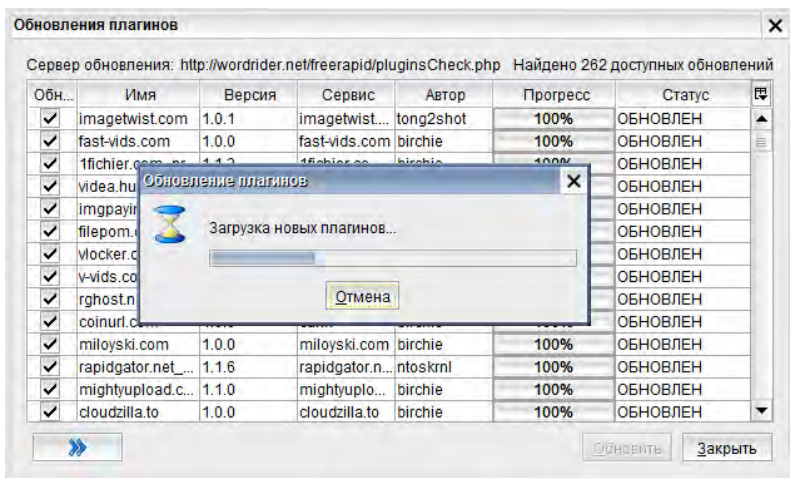 Обновления плагинов
Сервер обновления: http://wordrider.net/freerapid/pluginsCheck.php Найдено 262 доступных обновлений
Обн... Имя Версия Сервис Автор Прогресс Статус
imagetwist.com 1.0.1 imagetwist.... tong2shot 100% ОБНОВЛЕН
fast-vids.com 1.0.0 fast-vids.com birchie 100% ОБНОВЛЕН
ОБНОВЛЕН
videa.hu ОБНОВЛЕН
ОБНОВЛЕН
ОБНОВЛЕН
ОБНОВЛЕН
ОБНОВЛЕН
ОБНОВЛЕН
ОБНОВЛЕН
Обновление плагинов
Загрузка новых плагинов...
Отмена
miloyski.com 1.0.0 miloyski.com birchie 100% ОБНОВЛЕН
rapidgator.net_... 1.1.6 rapidgator.n... ntoskrnl 100% ОБНОВЛЕН
mightyupload.c... 1.1.0 mightyuplo... birchie 100% ОБНОВЛЕН
cloudzilla.to 1.0.0 cloudzilla.to birchie 100% ОБНОВЛЕН
Обновить Закрыть